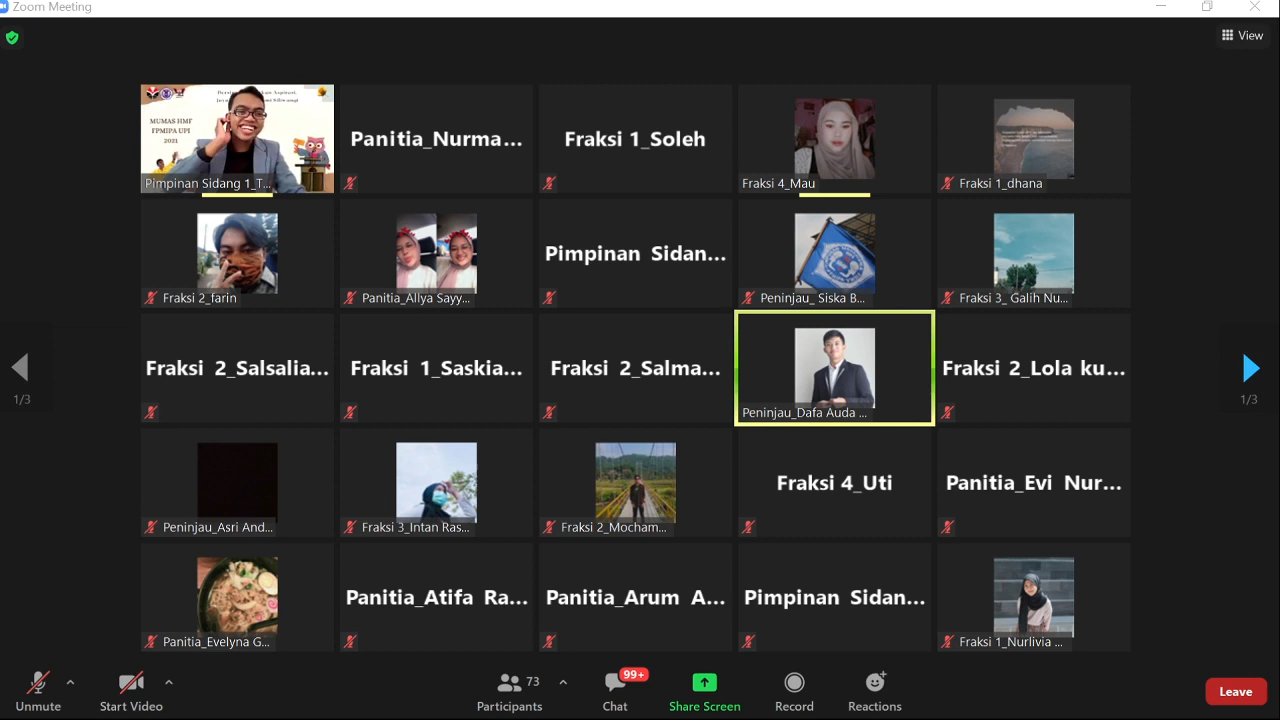 Zoom Meeting
View
MUMAS HMF
FPMIPA UPI
2021
Pimpinan Sidang 1_T...
Panitia_Nurma...
Fraksi 1_Soleh
Fraksi 4_Mau
Fraksi 1_dhana
Fraksi 2_farin
Panitia_Allya Sayy...
Pimpinan Sidan...
Peninjau_ Siska B...
Fraksi 3_ Galih Nu...
Fraksi 2_Salsalia...
Fraksi 1_Saskia...
Fraksi 2_Salma...
Peninjau_Dafa Auda ...
Fraksi 2_Lola ku...
1/3
1/3
Peninjau_Asri And...
Fraksi 3_Intan Ras...
Fraksi 2_Mocham...
Fraksi 4_Uti
Panitia_Evi Nur...
Panitia_Evelyna G...
Panitia_Atifa Ra...
Panitia_Arum A...
Pimpinan Sidan...
Fraksi 1_Nurlivia ...
Unmute
Start Video
73
Participants
99+
Chat
Share Screen
Record
Reactions
Leave